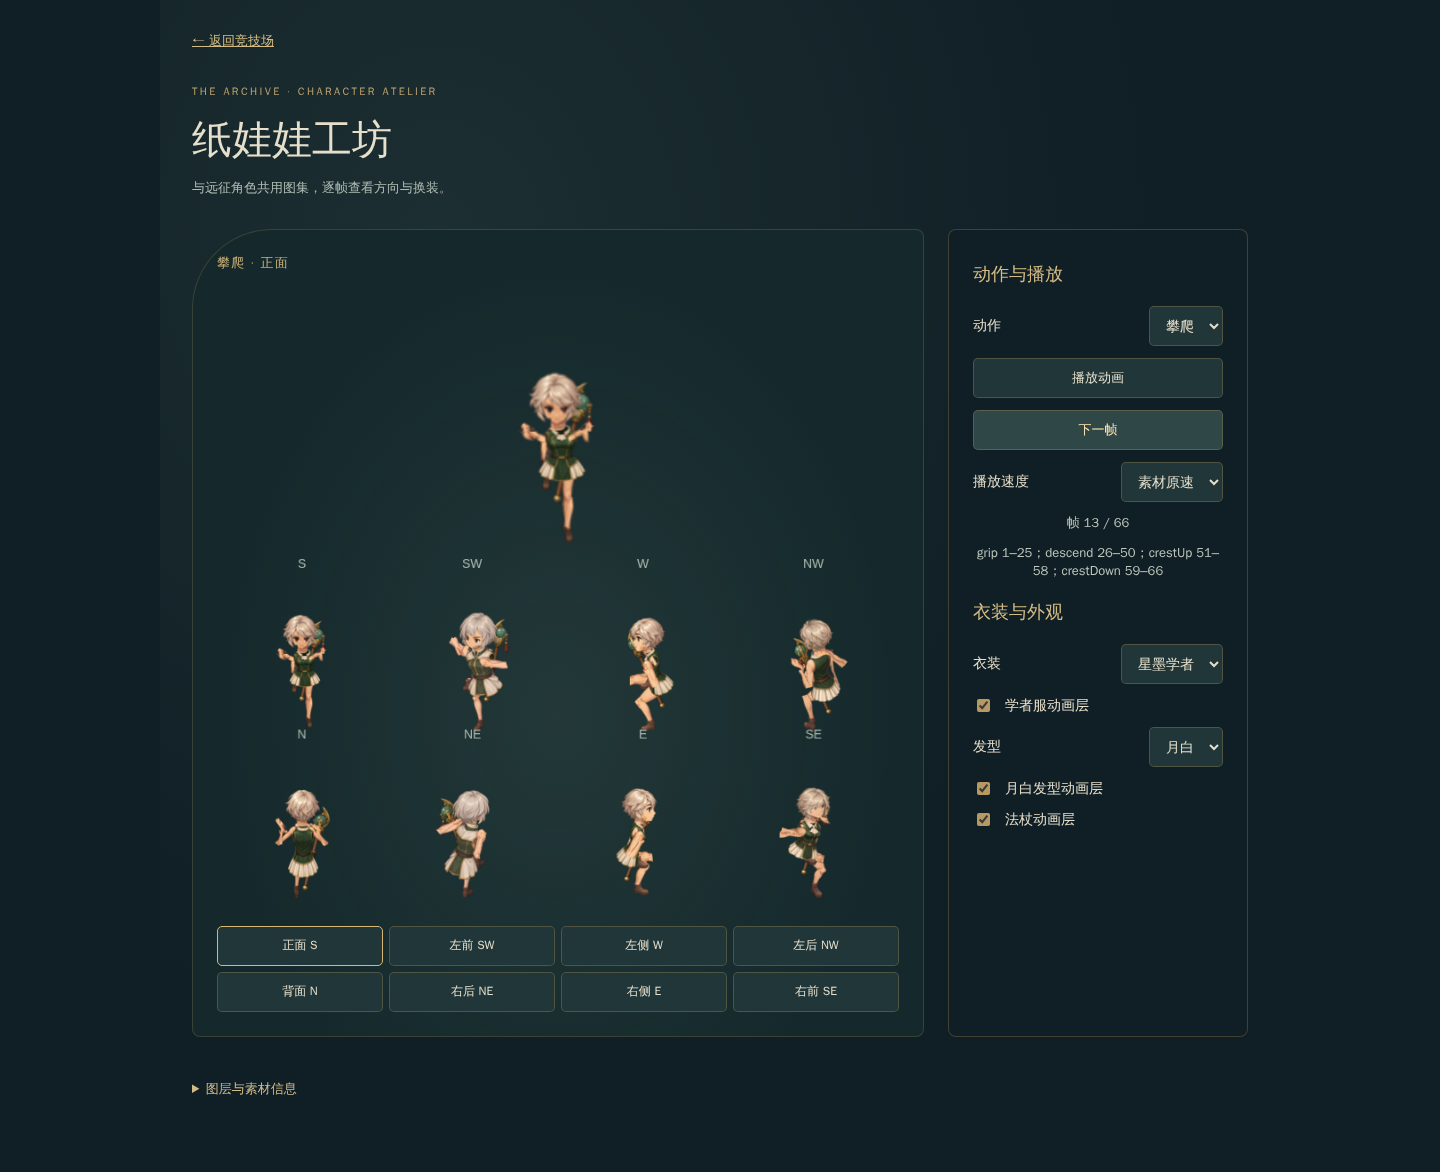 ← 返回竞技场
THE ARCHIVE · CHARACTER ATELIER
纸娃娃工坊
与远征角色共用图集，逐帧查看方向与换装。
攀爬 · 正面
S
SW
W
NW
N
NE
E
SE
正面 S
左前 SW
左侧 W
左后 NW
背面 N
右后 NE
右侧 E
右前 SE
动作与播放
动作
攀爬
播放动画
下一帧
播放速度
素材原速
帧 13 / 66
grip 1–25；descend 26–50；crestUp 51–
58；crestDown 59–66
衣装与外观
衣装
星墨学者
学者服动画层
发型
月白
月白发型动画层
法杖动画层
图层与素材信息